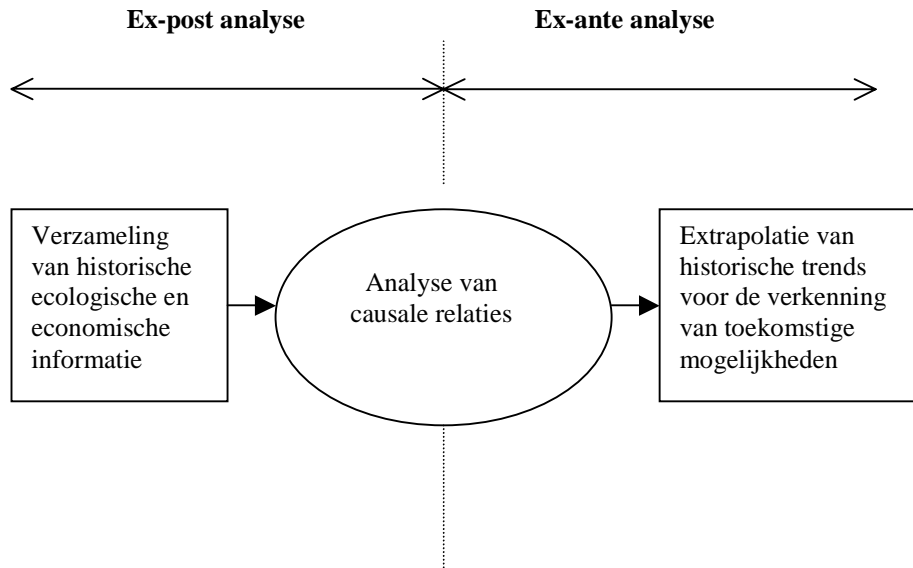 Ex-post analyse
Ex-ante analyse
Verzameling
van historische
ecologische en
economische
informatie
Analyse van
causale relaties
Extrapolatie van
historische trends
voor de verkenning
van toekomstige
mogelijkheden